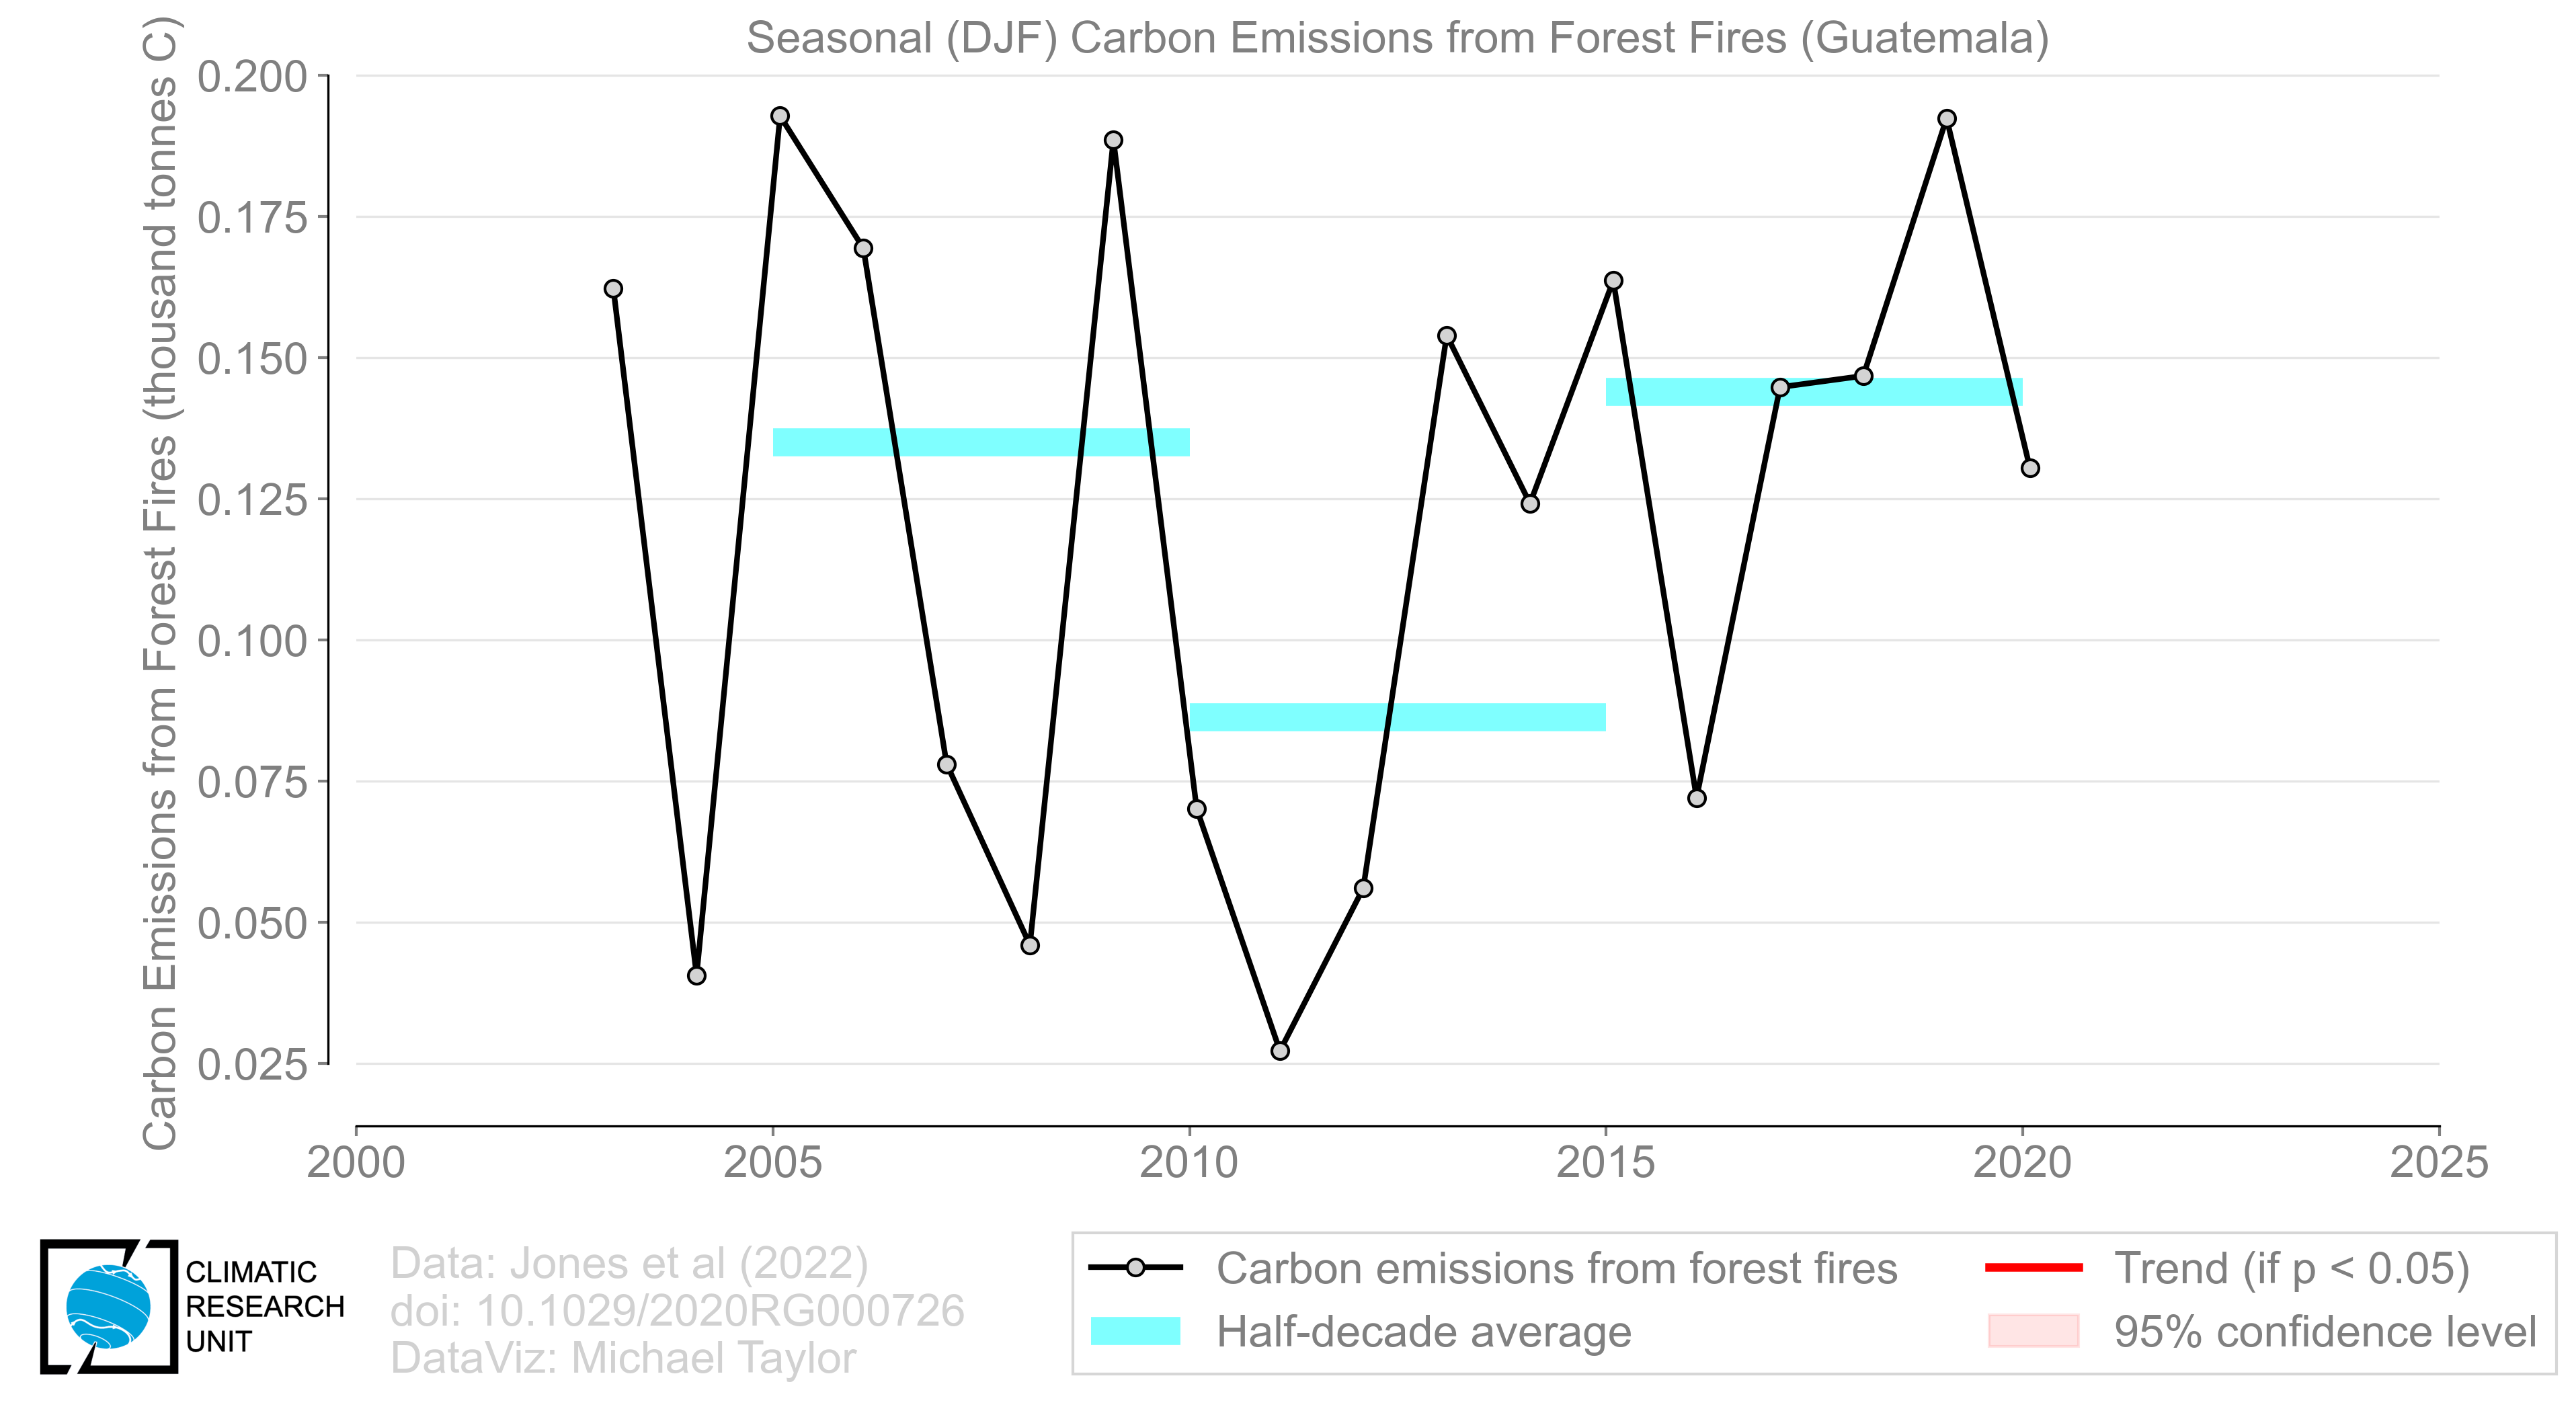 Seasonal (DJF) Carbon Emissions from Forest Fires (Guatemala)
Carbon Emissions from Forest Fires (thousand tonnes C)
0.200
0.175
0.150
0.125
0.100
0.075
0.050
0.025
2000
2005
2010
2015
2020
2025
CLIMATIC
RESEARCH
UNIT
Data: Jones et al (2022)
doi: 10.1029/2020RG000726
DataViz: Michael Taylor
Carbon emissions from forest fires
Half-decade average
Trend (if p < 0.05)
95% confidence level